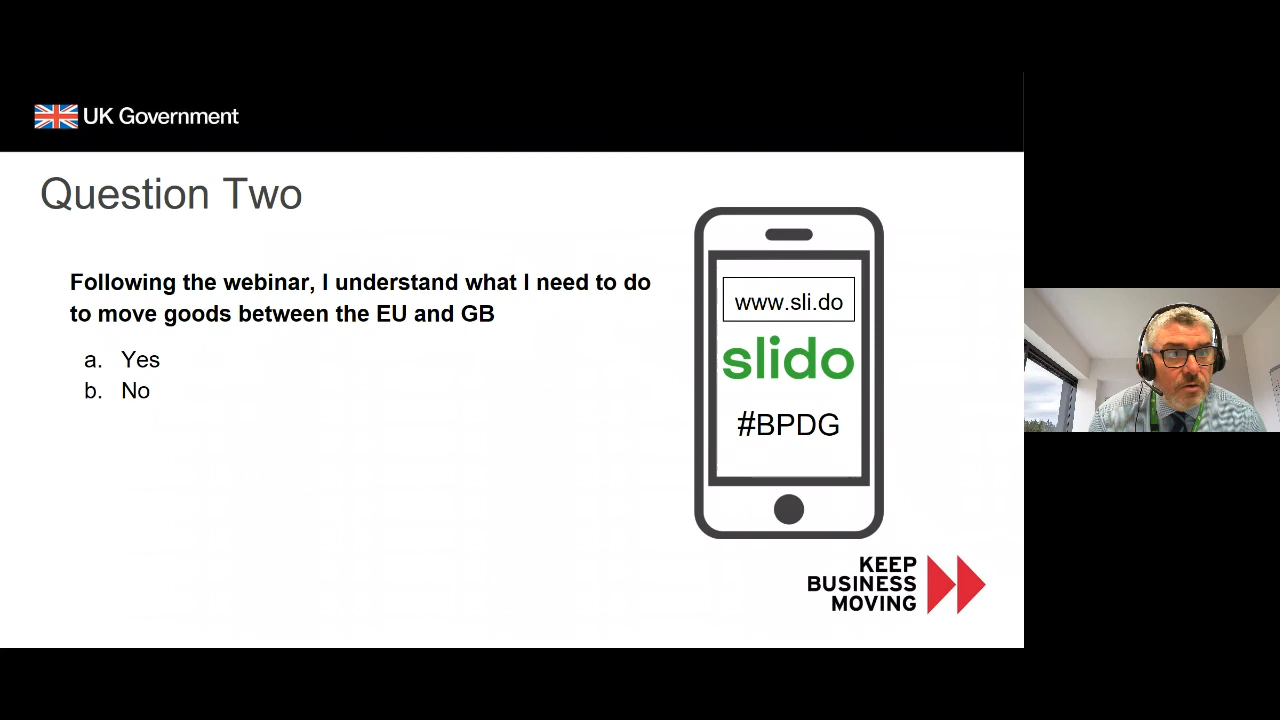 UK Government
Question Two
Following the webinar, I understand what I need to do
to move goods between the EU and GB
a. Yes
b. No
www.sli.do
slido
#BPDG
KEEP
BUSINESS
MOVING